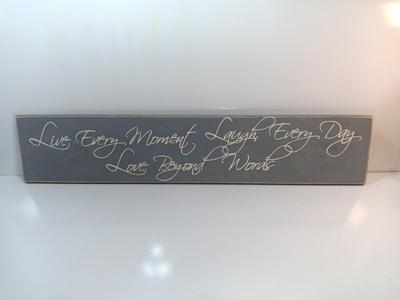 Live Every Moment, Laugh Every Day
Love Beyond Words